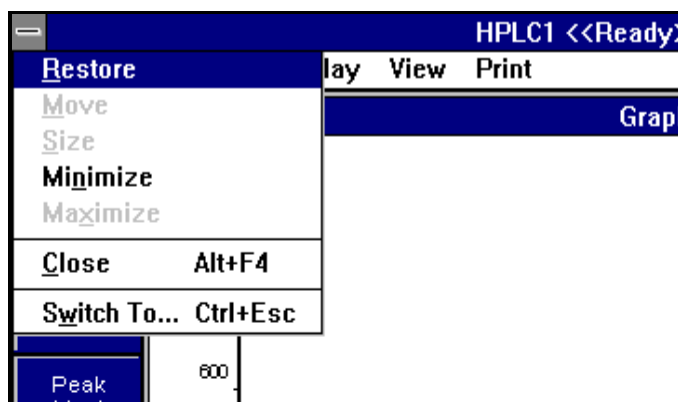 HPLC1 <<Ready>
Restore lay View Print
Move Grap
Size
Minimize
Maximize
Close Alt+F4
Switch To... Ctrl+Esc
600
Peak